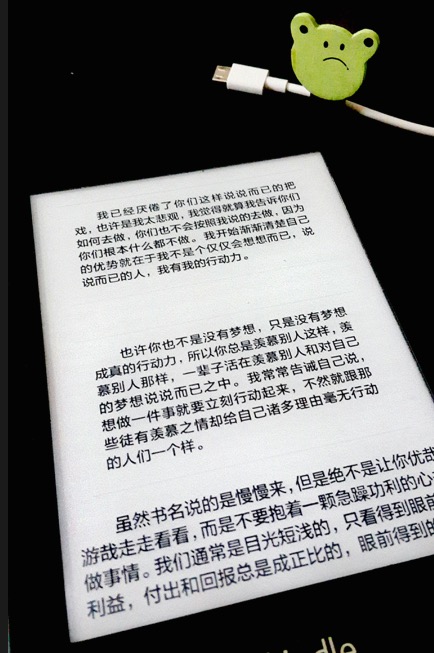 我已经厌倦了你们这样说说而已的把
戏，也许是我太悲观，我觉得就算我告诉你们
如何去做，你们也不会按照我说的去做，因为
你们根本什么都不做。我开始渐渐清楚自己
的优势就在于我不是个仅仅会想想而已，说
说而已的人，我有我的行动力。
也许你也不是没有梦想，只是没有梦想
成真的行动力，所以你总是羡慕别人这样，羡
慕别人那样，一辈子活在羡慕别人和对自己
的梦想说说而已之中。我常常告诫自己说，
想做一件事就要立刻行动起来，不然就跟那
些徒有羡慕之情却给自己诸多理由毫无行动
的人们一个样。
虽然书名说的是慢慢来，但是绝不是让你优哉
游哉走走看看，而是不要抱着一颗急躁功利的心
做事情。我们通常是目光短浅的，只看得到眼前
利益，付出和回报总是成正比的，眼前得到的